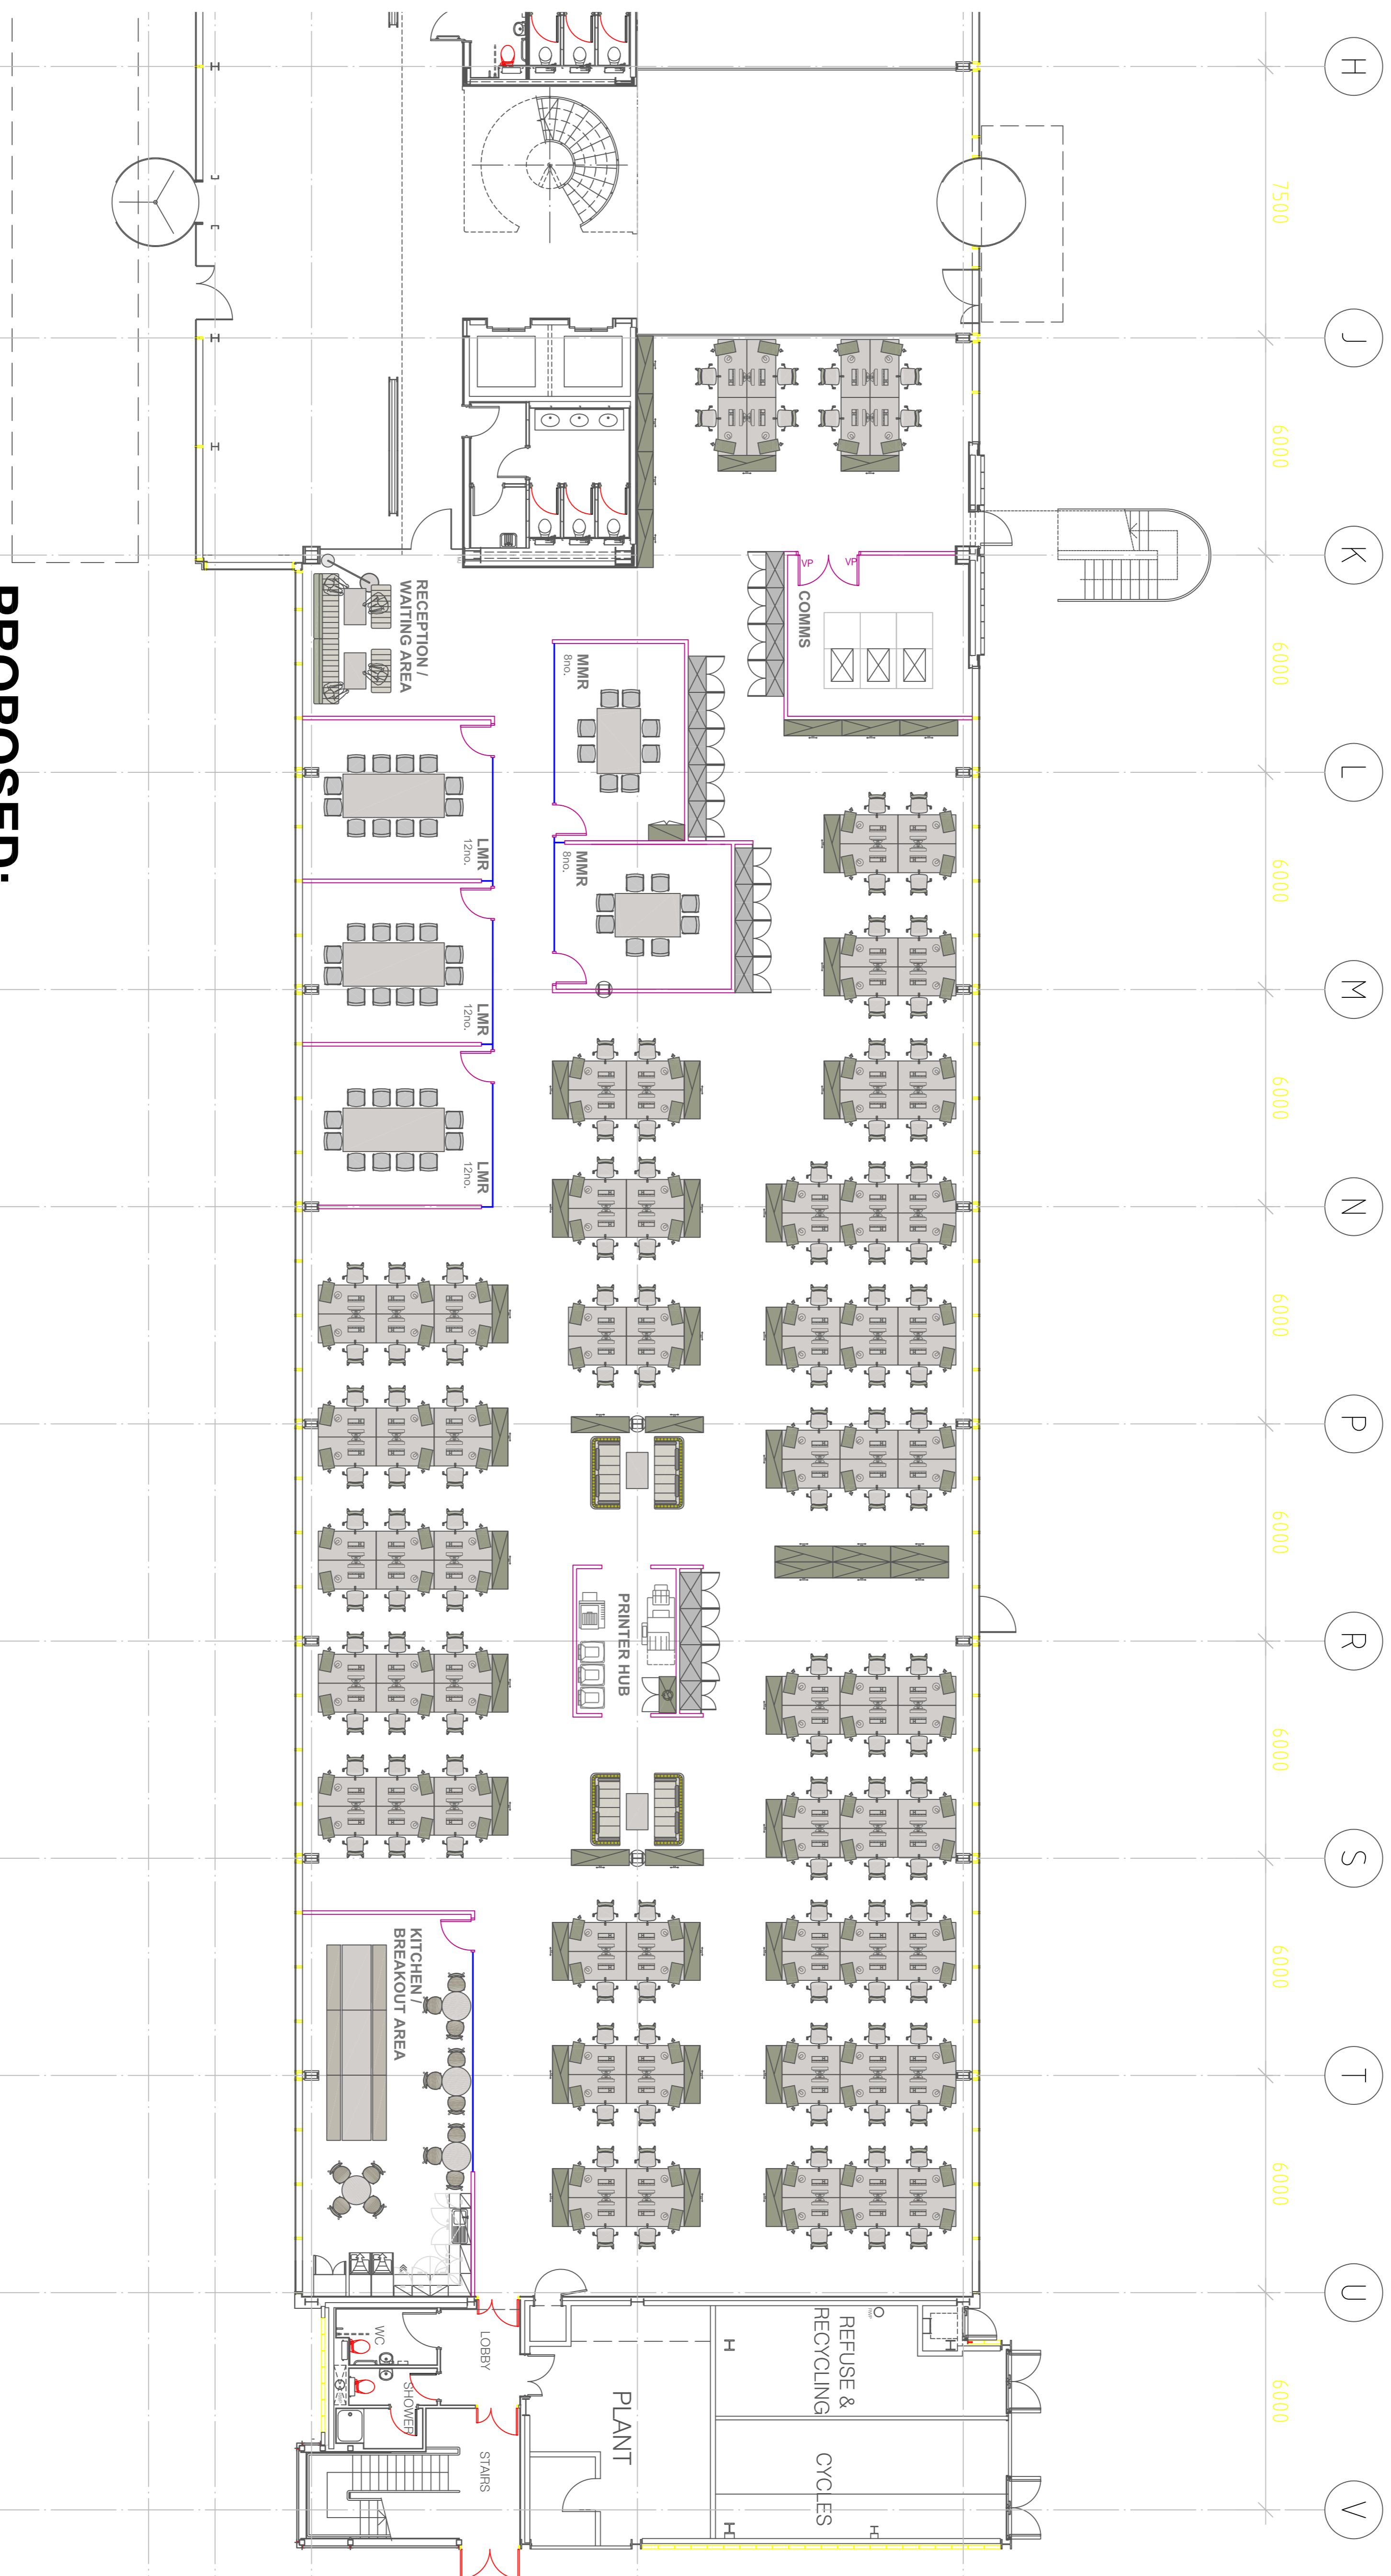 H
7500
J
6000
K
6000
L
6000
M
6000
N
6000
P
6000
R
6000
S
6000
T
6000
U
6000
V
VP
VP
COMMS
RECEPTION /
WAITING AREA
MMR
8no.
MMR
8no.
LMR
12no.
LMR
12no.
LMR
12no.
PRINTER HUB
KITCHEN /
BREAKOUT AREA
REFUSE &
RECYCLING
CYCLES
PLANT
LOBBY
WC
SHOWER
STAIRS
PROPOSED: